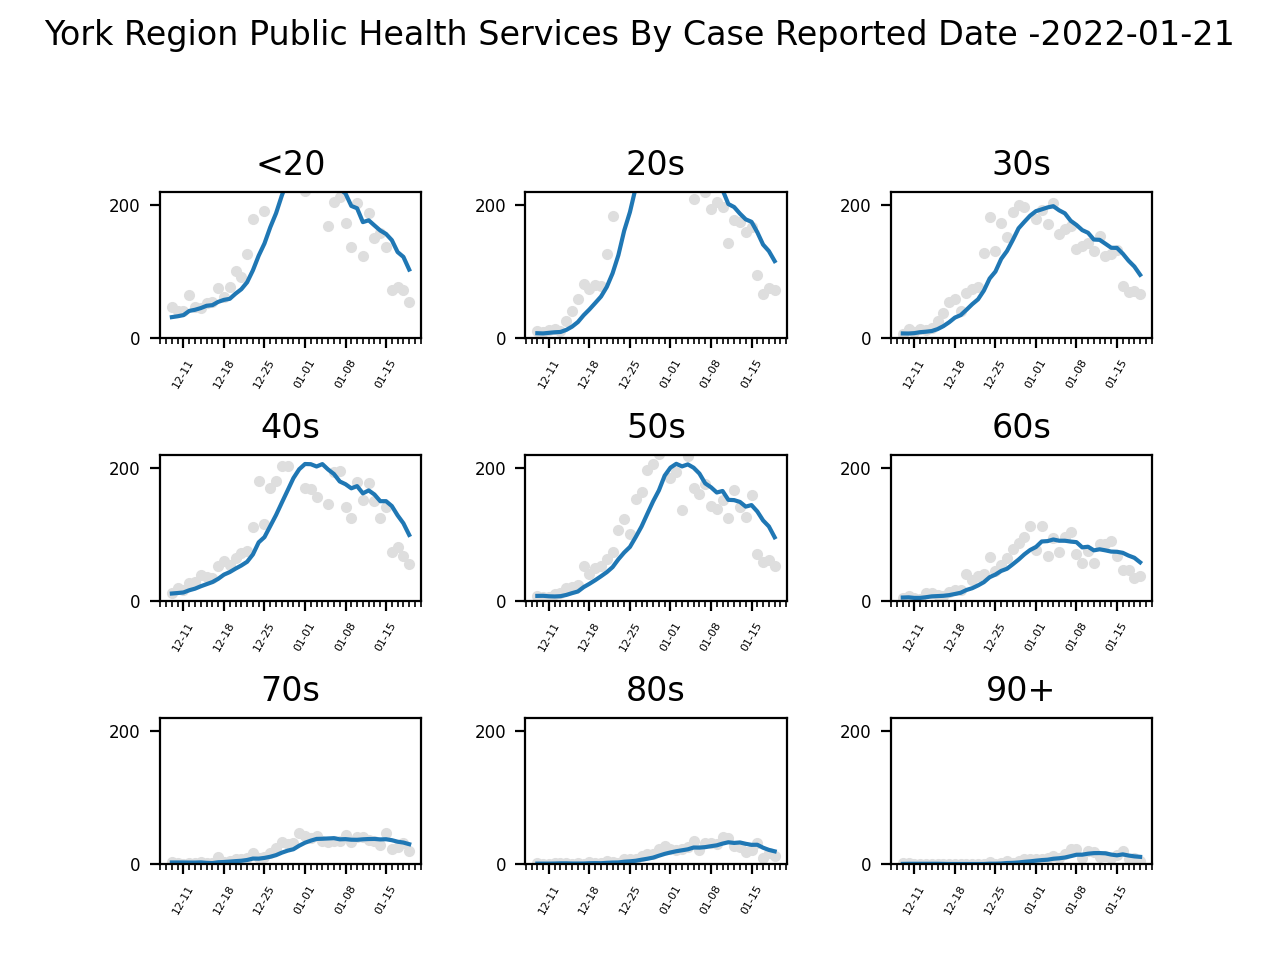 York Region Public Health Services By Case Reported Date -2022-01-21
<20 20s 30s
200 200 200
0 0 0
12-11 12-18 12-25 01-01 01-08 01-15 12-11 12-18 12-25 01-01 01-08 01-15 12-11 12-18 12-25 01-01 01-08 01-15
40s 50s 60s
200 200 200
0 0 0
12-11 12-18 12-25 01-01 01-08 01-15 12-11 12-18 12-25 01-01 01-08 01-15 12-11 12-18 12-25 01-01 01-08 01-15
70s 80s 90+
200 200 200
0 0 0
12-11 12-18 12-25 01-01 01-08 01-15 12-11 12-18 12-25 01-01 01-08 01-15 12-11 12-18 12-25 01-01 01-08 01-15